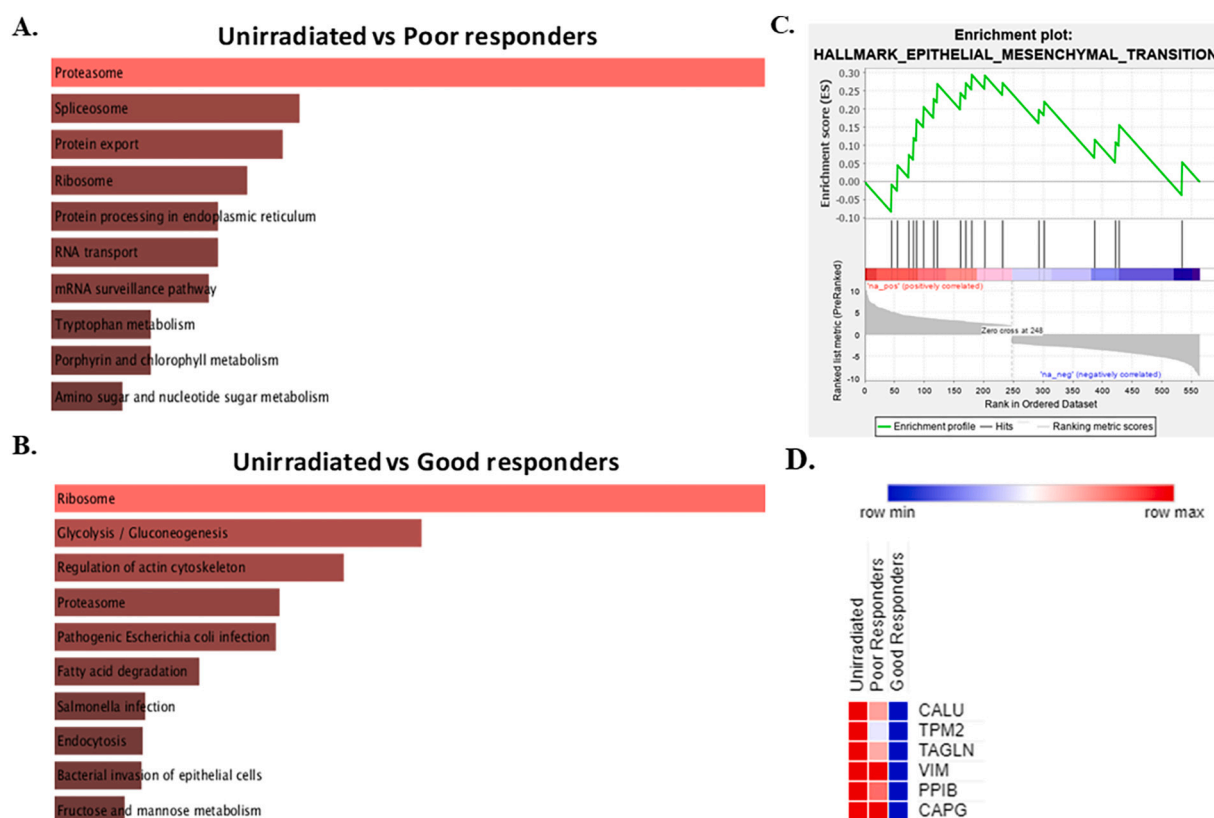 A.
Unirradiated vs Poor responders
Proteasome
Spliceosome
Protein export
Ribosome
Protein processing in endoplasmic reticulum
RNA transport
mRNA surveillance pathway
Tryptophan metabolism
Porphyrin and chlorophyll metabolism
Amino sugar and nucleotide sugar metabolism
B.
Unirradiated vs Good responders
Ribosome
Glycolysis / Gluconeogenesis
Regulation of actin cytoskeleton
Proteasome
Pathogenic Escherichia coli infection
Fatty acid degradation
Salmonella infection
Endocytosis
Bacterial invasion of epithelial cells
Fructose and mannose metabolism
C.
Enrichment plot:
HALLMARK_EPITHELIAL_MESENCHYMAL_TRANSITION
Enrichment score (ES)
0.30
0.25
0.20
0.15
0.10
0.05
0.00
-0.05
-0.10
Ranked list metric (PreRanked)
'na_pos' (positively correlated)
10
5
Zero cross at 248
0
-5
'na_neg' (negatively correlated)
-10
0 50 100 150 200 250 300 350 400 450 500 550
Rank in Ordered Dataset
Enrichment profile Hits Ranking metric scores
D.
row min row max
Unirradiated
Poor Responders
Good Responders
CALU
TPM2
TAGLN
VIM
PPIB
CAPG